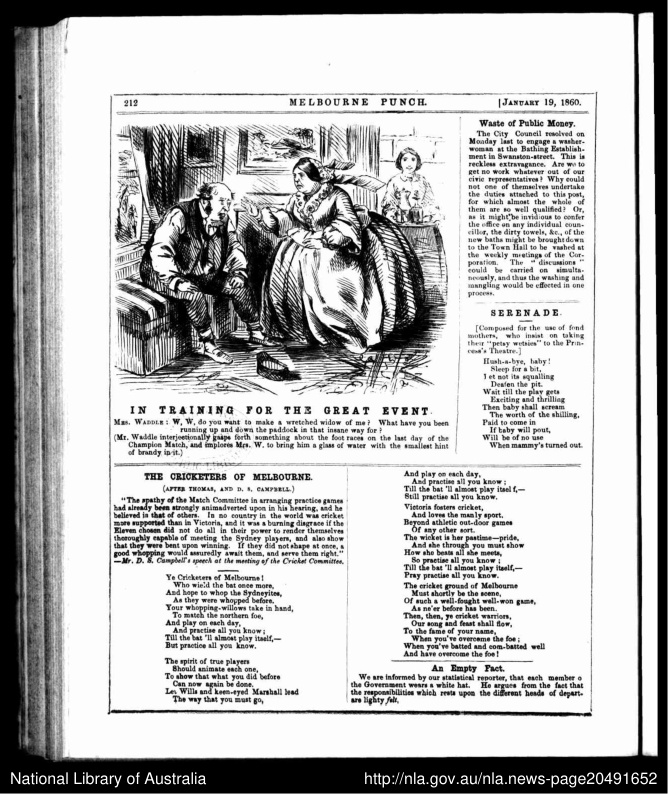 212
MELBOURNE PUNCH.
[JANUARY 19, 1860.
IN TRAINING FOR THE GREAT EVENT.
MRS. WADDLE : W, W, do you want to make a wretched widow of me ? What have you been
running up and down the paddock in that insane way for ?
(Mr. Waddle interjectionally gasps forth something about the foot races on the last day of the
Champion Match, and implores Mrs. W. to bring him a glass of water with the smallest hint
of brandy in it.)
Waste of Public Money.
The City Council resolved on
Monday last to engage a washer-
woman at the Bathing Establish-
ment in Swanston-street. This is
reckless extravagance. Are we to
get no work whatever out of our
civic representatives ? Why could
not one of themselves undertake
the duties attached to this post,
for which almost the whole of
them are so well qualified ? Or,
as it might be invidious to confer
the office on any individual coun-
cillor, the dirty towels, &c., of the
new baths might be brought down
to the Town Hall to be washed at
the weekly meetings of the Cor-
poration. The " discussions "
could be carried on simulta-
neously, and thus the washing and
mangling would be effected in one
process.
SERENADE.
[Composed for the use of fond
mothers, who insist on taking
their "petsy wetsies" to the Prin-
cess's Theatre.]
Hush-a-bye, baby !
Sleep for a bit,
Let not its squalling
Deafen the pit.
Wait till the play gets
Exciting and thrilling
Then baby shall scream
The worth of the shilling,
Paid to come in
If baby will pout,
Will be of no use
When mammy's turned out.
THE CRICKETERS OF MELBOURNE.
(AFTER THOMAS, AND D. S. CAMPBELL.)
"The apathy of the Match Committee in arranging practice games
had already been strongly animadverted upon in his hearing, and he
believed is that of others. In no country in the world was cricket
more supported than in Victoria, and it was a burning disgrace if the
Eleven chosen did not do all in their power to render themselves
thoroughly capable of meeting the Sydney players, and also show
that they were bent upon winning. If they did not shape at once, a
good whopping would assuredly await them, and serve them right."
—Mr. D. S. Campbell's speech at the meeting of the Cricket Committee.
Ye Cricketers of Melbourne !
Who wield the bat once more,
And hope to whop the Sydneyites,
As they were whopped before.
Your whopping-willows take in hand,
To match the northern foe,
And play on each day,
And practise all you know ;
Till the bat 'll almost play itself,—
But practice all you know.
The spirit of true players
Should animate each one,
To show that what you did before
Can now again be done.
Let Wills and keen-eyed Marshall lead
The way that you must go,
And play on each day,
And practise all you know ;
Till the bat 'll almost play itself,—
Still practise all you know.
Victoria fosters cricket,
And loves the manly sport.
Beyond athletic out-door games
Of any other sort.
The wicket is her pastime—pride,
And she through you must show
How she beats all she meets,
So practise all you know ;
Till the bat 'll almost play itself,—
Pray practise all you know.
The cricket ground of Melbourne
Must shortly be the scene,
Of such a well-fought well-won game,
As ne'er before has been.
Then, then, ye cricket warriors,
Our song and feast shall flow,
To the fame of your name,
When you've overcome the foe ;
When you've batted and com-batted well
And have overcome the foe !
An Empty Fact.
We are informed by our statistical reporter, that each member o
the Government wears a white hat. He argues from the fact that
the responsibilities which rests upon the different heads of depart-
are lighty felt.
National Library of Australia
http://nla.gov.au/nla.news-page20491652